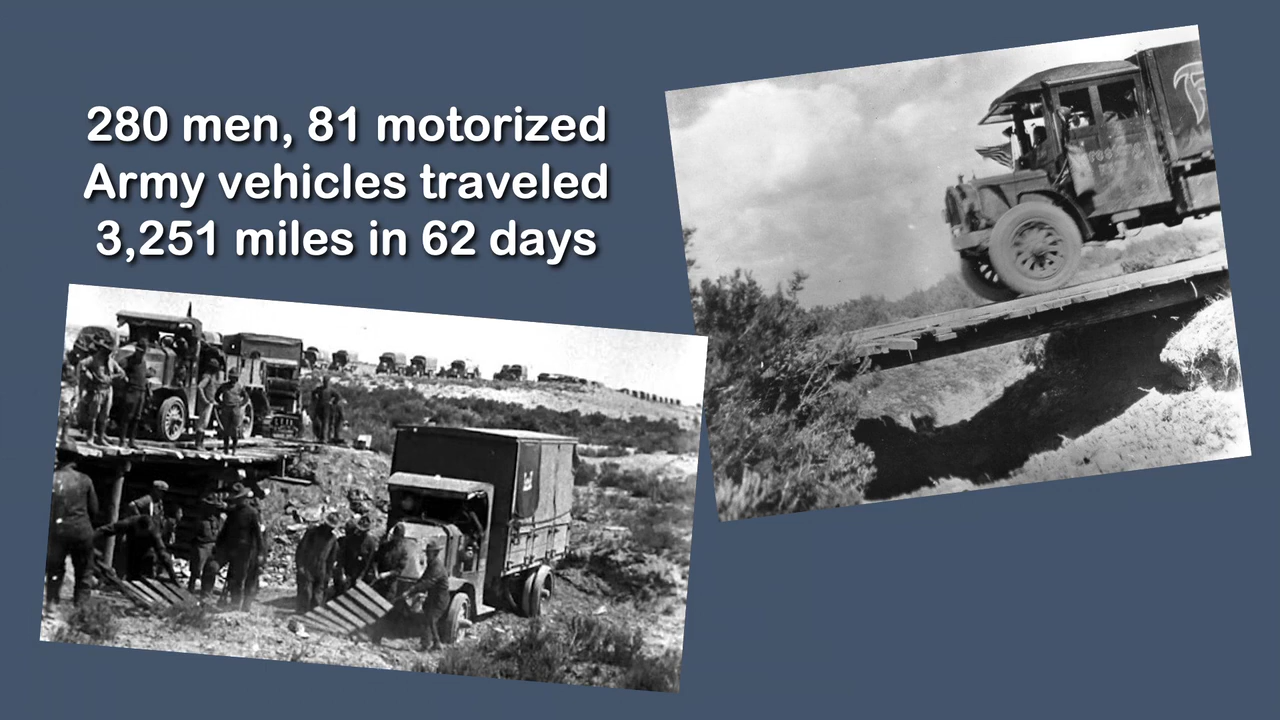 280 men, 81 motorized
Army vehicles traveled
3,251 miles in 62 days